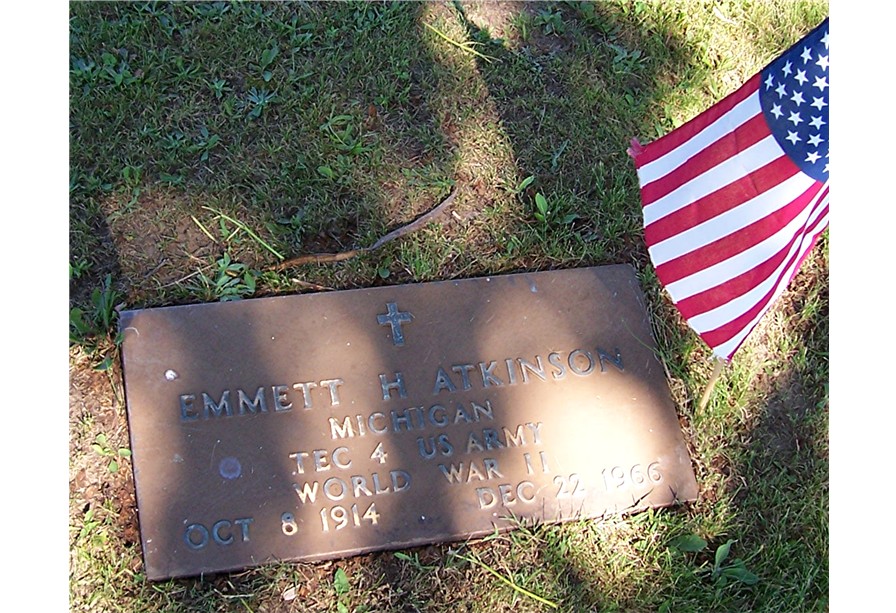 EMMETT H ATKINSON
MICHIGAN
TEC 4 US ARMY
WORLD WAR II
OCT 8 1914 DEC 22 1966